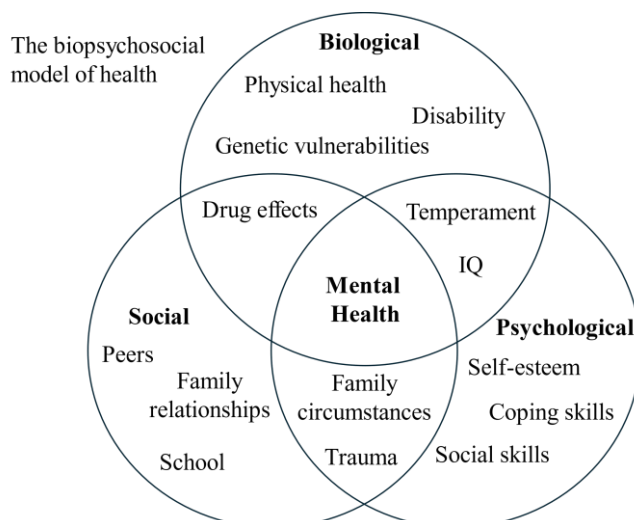 The biopsychosocial
model of health
Biological
Physical health
Disability
Genetic vulnerabilities
Drug effects
Temperament
IQ
Mental
Health
Social
Psychological
Peers
Family
relationships
School
Family
circumstances
Trauma
Self-esteem
Coping skills
Social skills